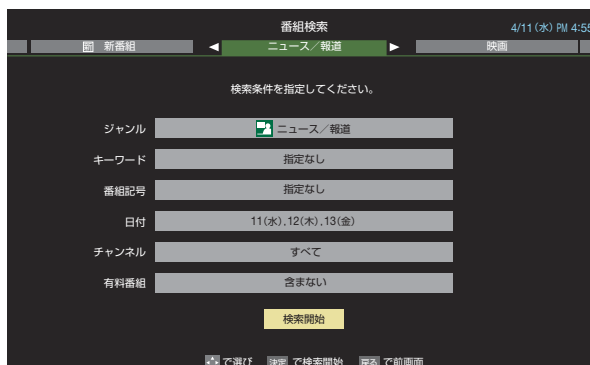 番組検索
4/11(水) PM 4:55
新番組 ◀ ニュース／報道 ▶ 映画
検索条件を指定してください。
ジャンル ニュース／報道
キーワード 指定なし
番組記号 指定なし
日付 11(水),12(木),13(金)
チャンネル すべて
有料番組 含まない
検索開始
で選び 決定 で検索開始 戻る で前画面